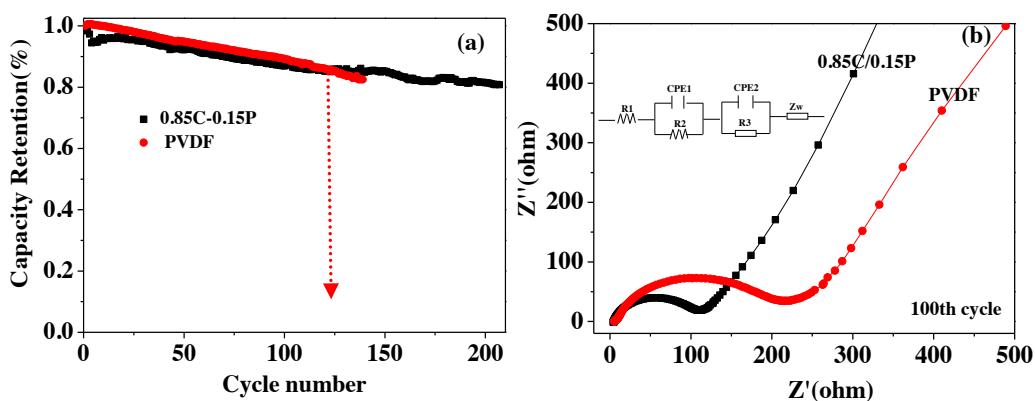 1.0
0.8
0.6
0.4
0.2
0.0
Capacity Retention(%)
(a)
0.85C-0.15P
PVDF
0
50
100
150
200
Cycle number
500
400
300
200
100
0
Z''(ohm)
(b)
0.85C/0.15P
PVDF
CPE1
CPE2
R1
R2
R3
Zw
100th cycle
0
100
200
300
400
500
Z'(ohm)